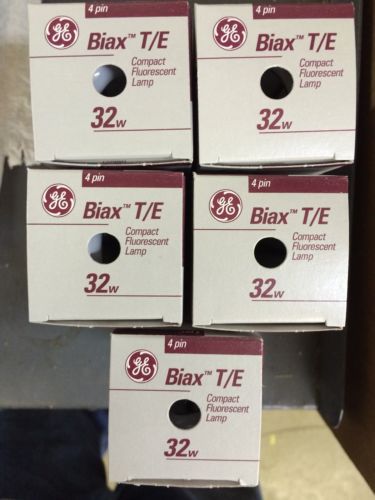 4 pin
GE
Biax™ T/E
Compact
Fluorescent
Lamp
32w
4 pin
GE
Biax™ T/E
Compact
Fluorescent
Lamp
32w
4 pin
GE
Biax™ T/E
Compact
Fluorescent
Lamp
32w
4 pin
GE
Biax™ T/E
Compact
Fluorescent
Lamp
32w
4 pin
GE
Biax™ T/E
Compact
Fluorescent
Lamp
32w